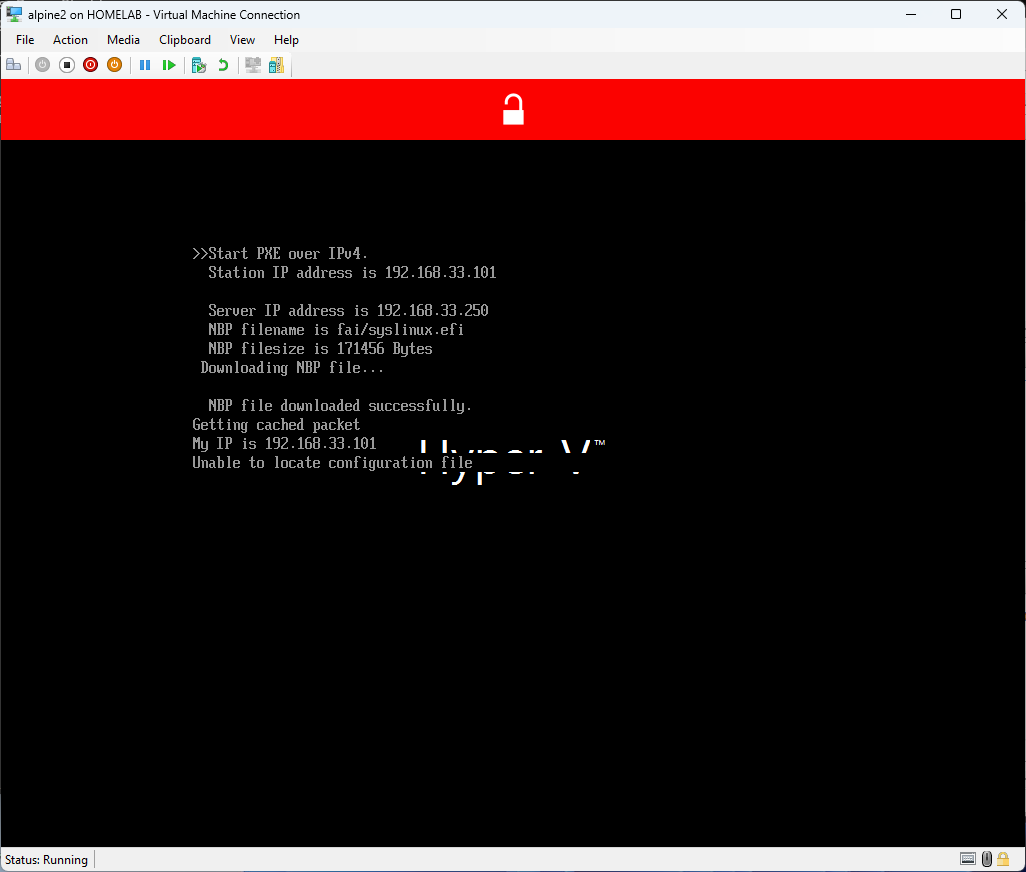 alpine2 on HOMELAB - Virtual Machine Connection
File Action Media Clipboard View Help
>>Start PXE over IPv4.
Station IP address is 192.168.33.101
Server IP address is 192.168.33.250
NBP filename is fai/syslinux.efi
NBP filesize is 171456 Bytes
Downloading NBP file...
NBP file downloaded successfully.
Getting cached packet
My IP is 192.168.33.101
Hyper-V™
Unable to locate configuration file
Status: Running